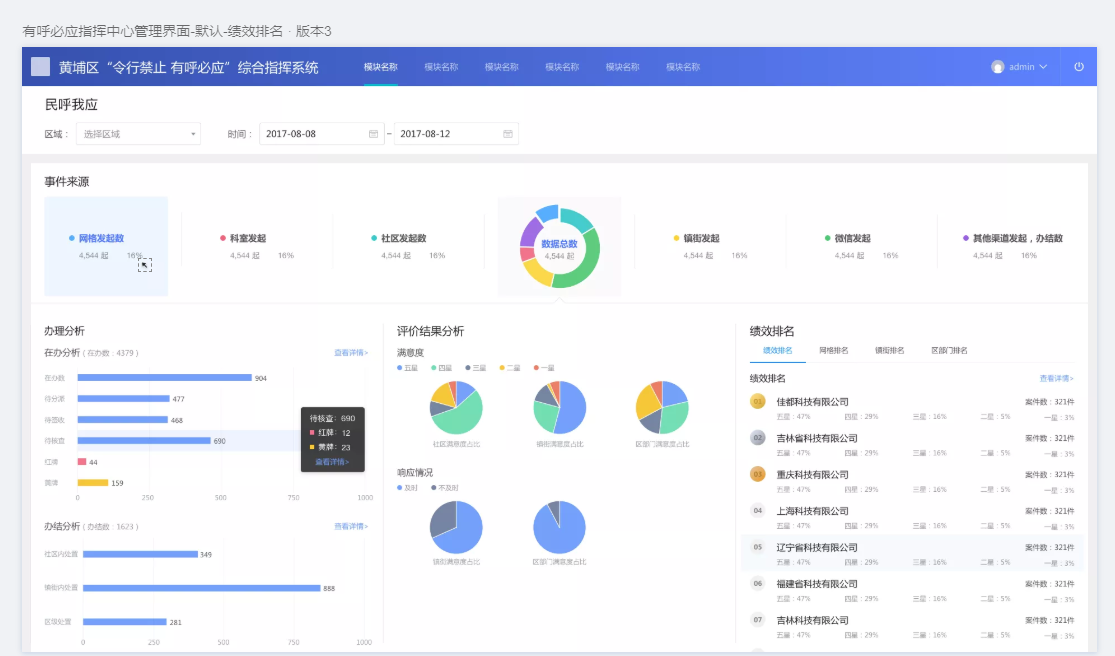 有呼必应指挥中心管理界面-默认-绩效排名 · 版本3
黄埔区“令行禁止 有呼必应”综合指挥系统
模块名称 模块名称 模块名称 模块名称 模块名称 模块名称
admin
民呼我应
区域： 选择区域 时间： 2017-08-08 – 2017-08-12
事件来源
网格发起数 4,544 起 16%
科室发起 4,544 起 16%
社区发起数 4,544 起 16%
数据总数 4,544 起
镇街发起 4,544 起 16%
微信发起 4,544 起 16%
其他渠道发起，办结数 4,544 起 16%
办理分析
在办分析 ( 在办数：4379 ) 查看详情>
在办数 904
待分派 477
待签收 468
待核查 690
红牌 44
黄牌 159
0 250 500 750 1000
待核查： 690
红牌： 12
黄牌： 23
查看详情>
办结分析 ( 办结数：1623 ) 查看详情>
社区内处置 349
镇街内处置 888
区级处置 281
0 250 500 750 1000
评价结果分析
满意度
五星 四星 三星 二星 一星
社区满意度占比 镇街满意度占比 区部门满意度占比
响应情况
及时 不及时
镇街满意度占比 区部门满意度占比
绩效排名
绩效排名 网格排名 镇街排名 区部门排名
绩效排名 查看详情>
01 佳都科技有限公司 案件数：321件
五星：47% 四星：29% 三星：16% 二星：5% 一星：3%
02 吉林省科技有限公司 案件数：321件
五星：47% 四星：29% 三星：16% 二星：5% 一星：3%
03 重庆科技有限公司 案件数：321件
五星：47% 四星：29% 三星：16% 二星：5% 一星：3%
04 上海科技有限公司 案件数：321件
五星：47% 四星：29% 三星：16% 二星：5% 一星：3%
05 辽宁省科技有限公司 案件数：321件
五星：47% 四星：29% 三星：16% 二星：5% 一星：3%
06 福建省科技有限公司 案件数：321件
五星：47% 四星：29% 三星：16% 二星：5% 一星：3%
07 吉林科技有限公司 案件数：321件
五星：47% 四星：29% 三星：16% 二星：5% 一星：3%